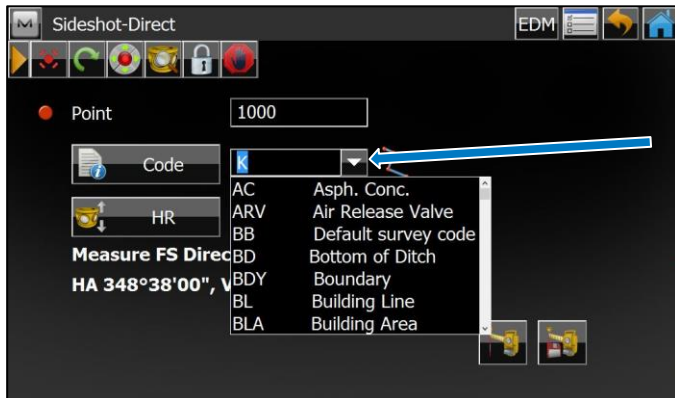 M Sideshot-Direct EDM
Point 1000
Code K
AC Asph. Conc.
ARV Air Release Valve
HR
BB Default survey code
BD Bottom of Ditch
Measure FS Direc
BDY Boundary
HA 348°38'00", V
BL Building Line
BLA Building Area